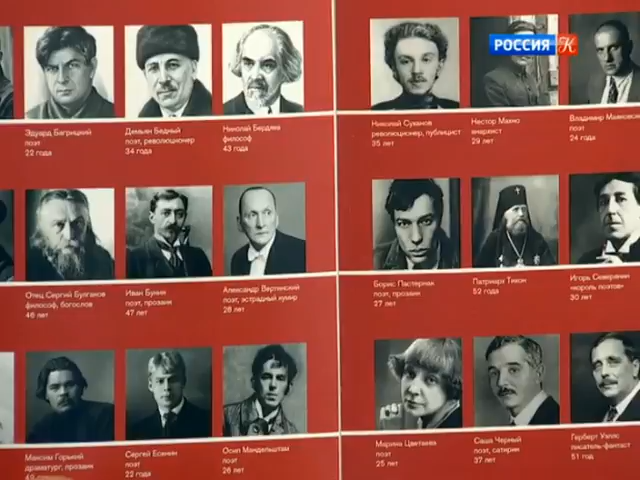 РОССИЯ К
Эдуард Багрицкий
поэт
22 года
Демьян Бедный
поэт, революционер
34 года
Николай Бердяев
философ
43 года
Николай Суханов
революционер, публицист
35 лет
Нестор Махно
анархист
29 лет
Владимир Маяковский
поэт
24 года
Отец Сергий Булгаков
философ, богослов
46 лет
Иван Бунин
поэт, прозаик
47 лет
Александр Вертинский
поэт, эстрадный кумир
28 лет
Борис Пастернак
поэт, прозаик
27 лет
Патриарх Тихон
52 года
Игорь Северянин
«король поэтов»
30 лет
Максим Горький
драматург, прозаик
Сергей Есенин
поэт
22 года
Осип Мандельштам
поэт
26 лет
Марина Цветаева
поэт
25 лет
Саша Черный
поэт, сатирик
37 лет
Герберт Уэллс
писатель-фантаст
51 год